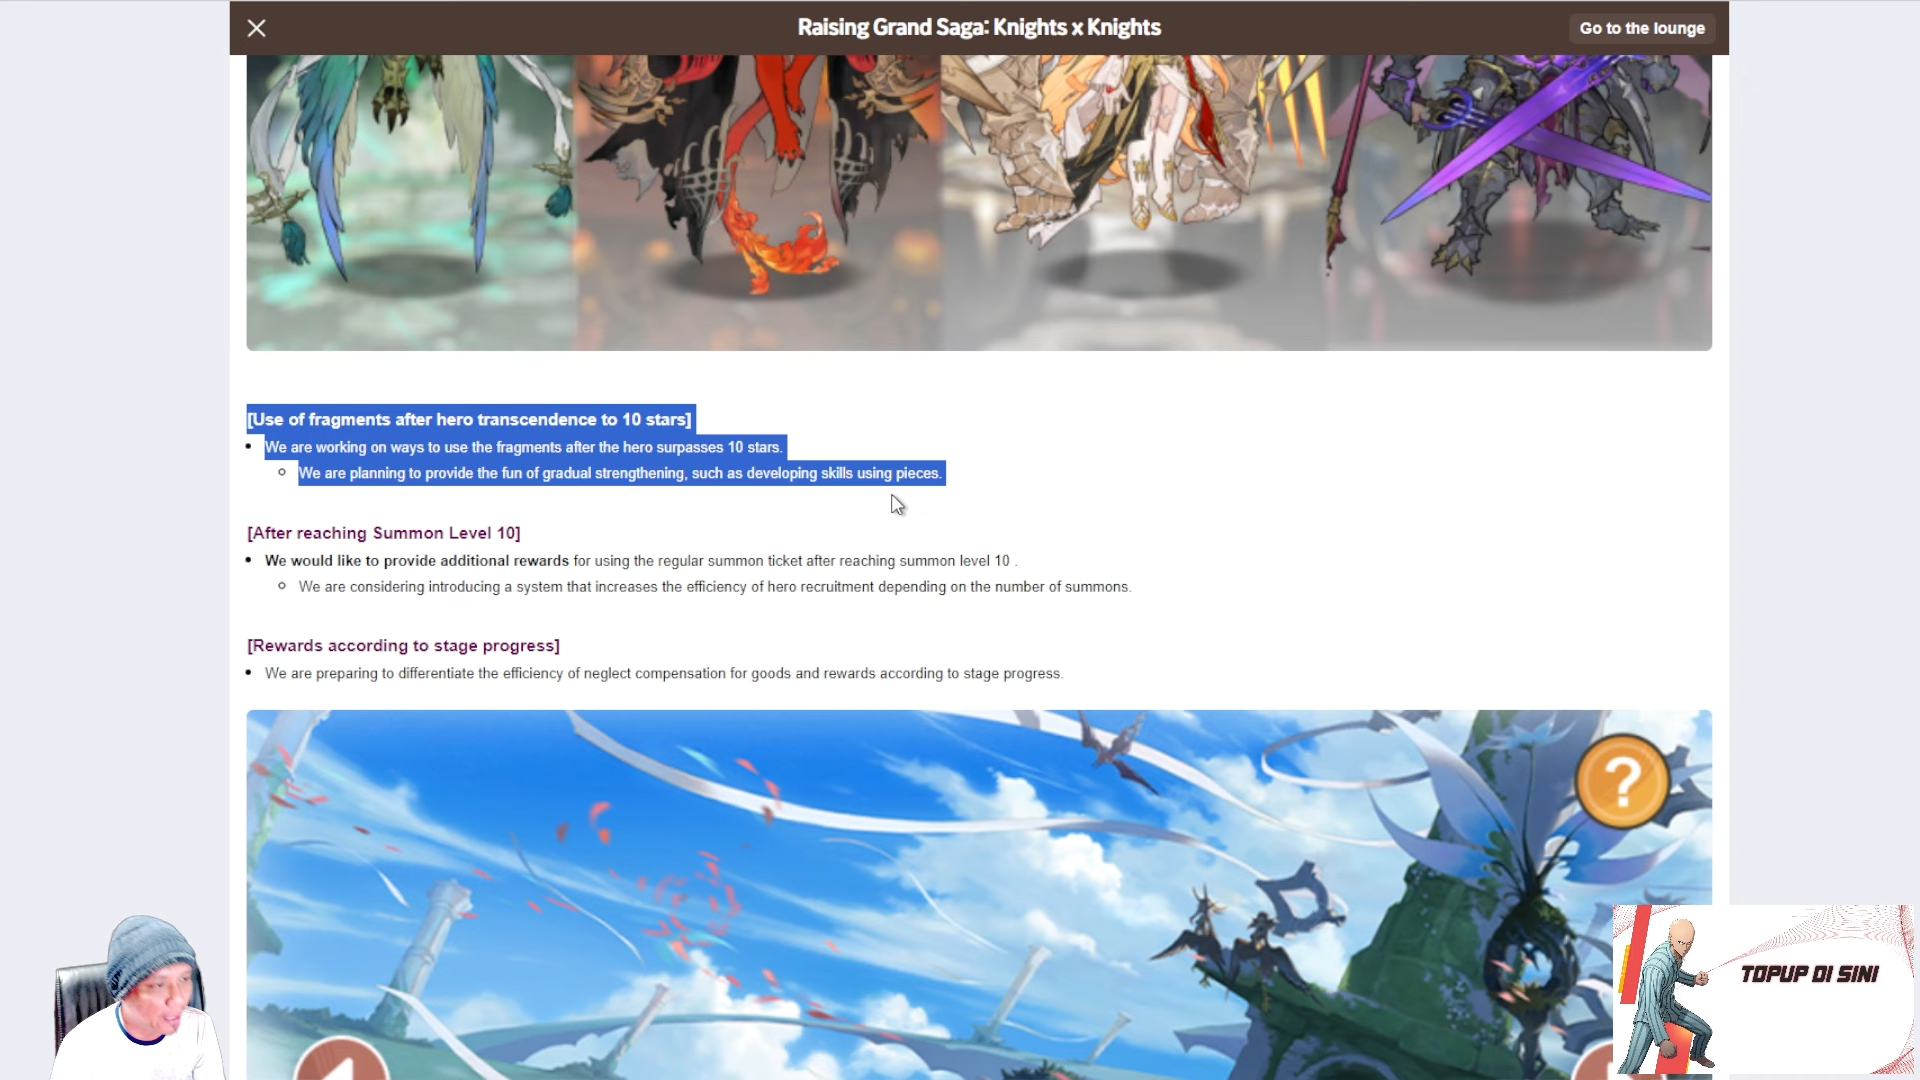 Raising Grand Saga: Knights x Knights
Go to the lounge
[Use of fragments after hero transcendence to 10 stars]
We are working on ways to use the fragments after the hero surpasses 10 stars.
We are planning to provide the fun of gradual strengthening, such as developing skills using pieces.
[After reaching Summon Level 10]
We would like to provide additional rewards for using the regular summon ticket after reaching summon level 10 .
We are considering introducing a system that increases the efficiency of hero recruitment depending on the number of summons.
[Rewards according to stage progress]
We are preparing to differentiate the efficiency of neglect compensation for goods and rewards according to stage progress.
?
TOPUP DI SINI